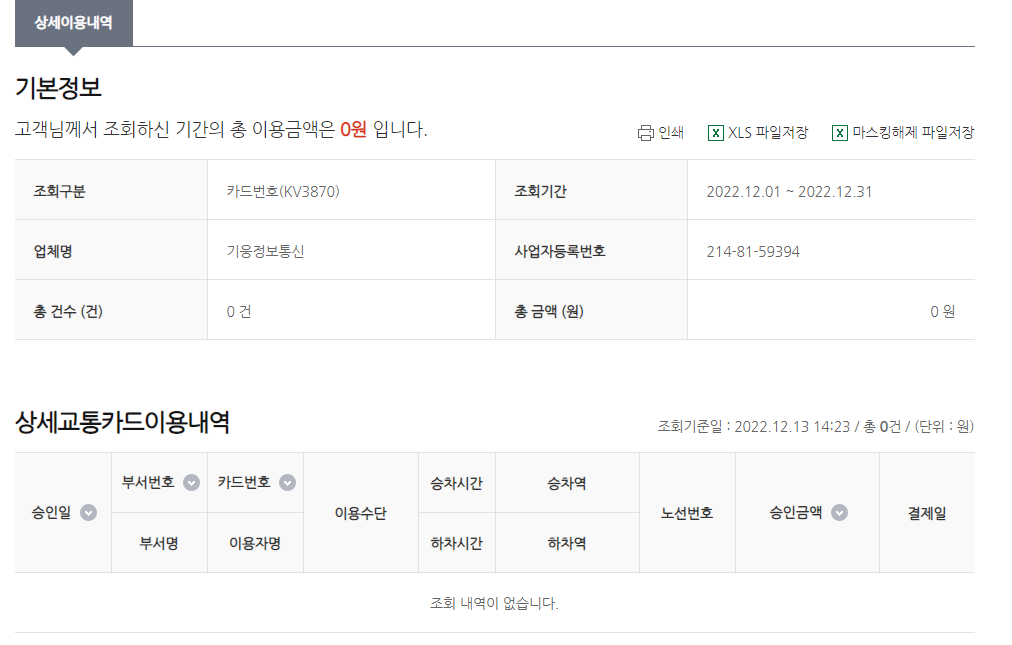 상세이용내역
기본정보
고객님께서 조회하신 기간의 총 이용금액은 0원 입니다.
인쇄 XLS 파일저장 마스킹해제 파일저장
조회구분 카드번호(KV3870) 조회기간 2022.12.01 ~ 2022.12.31
업체명 기웅정보통신 사업자등록번호 214-81-59394
총 건수 (건) 0 건 총 금액 (원) 0 원
상세교통카드이용내역
조회기준일 : 2022.12.13 14:23 / 총 0건 / (단위 : 원)
승인일 부서번호 카드번호 이용수단 승차시간 승차역 노선번호 승인금액 결제일
부서명 이용자명 하차시간 하차역
조회 내역이 없습니다.